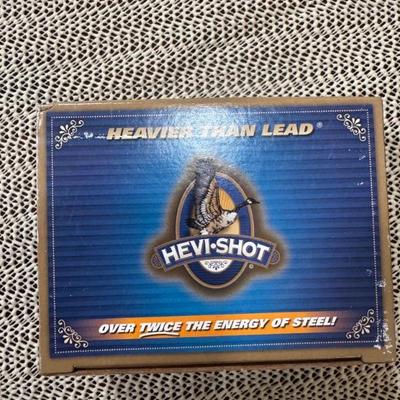 HEAVIER THAN LEAD®
HEVI•SHOT®
OVER TWICE THE ENERGY OF STEEL!